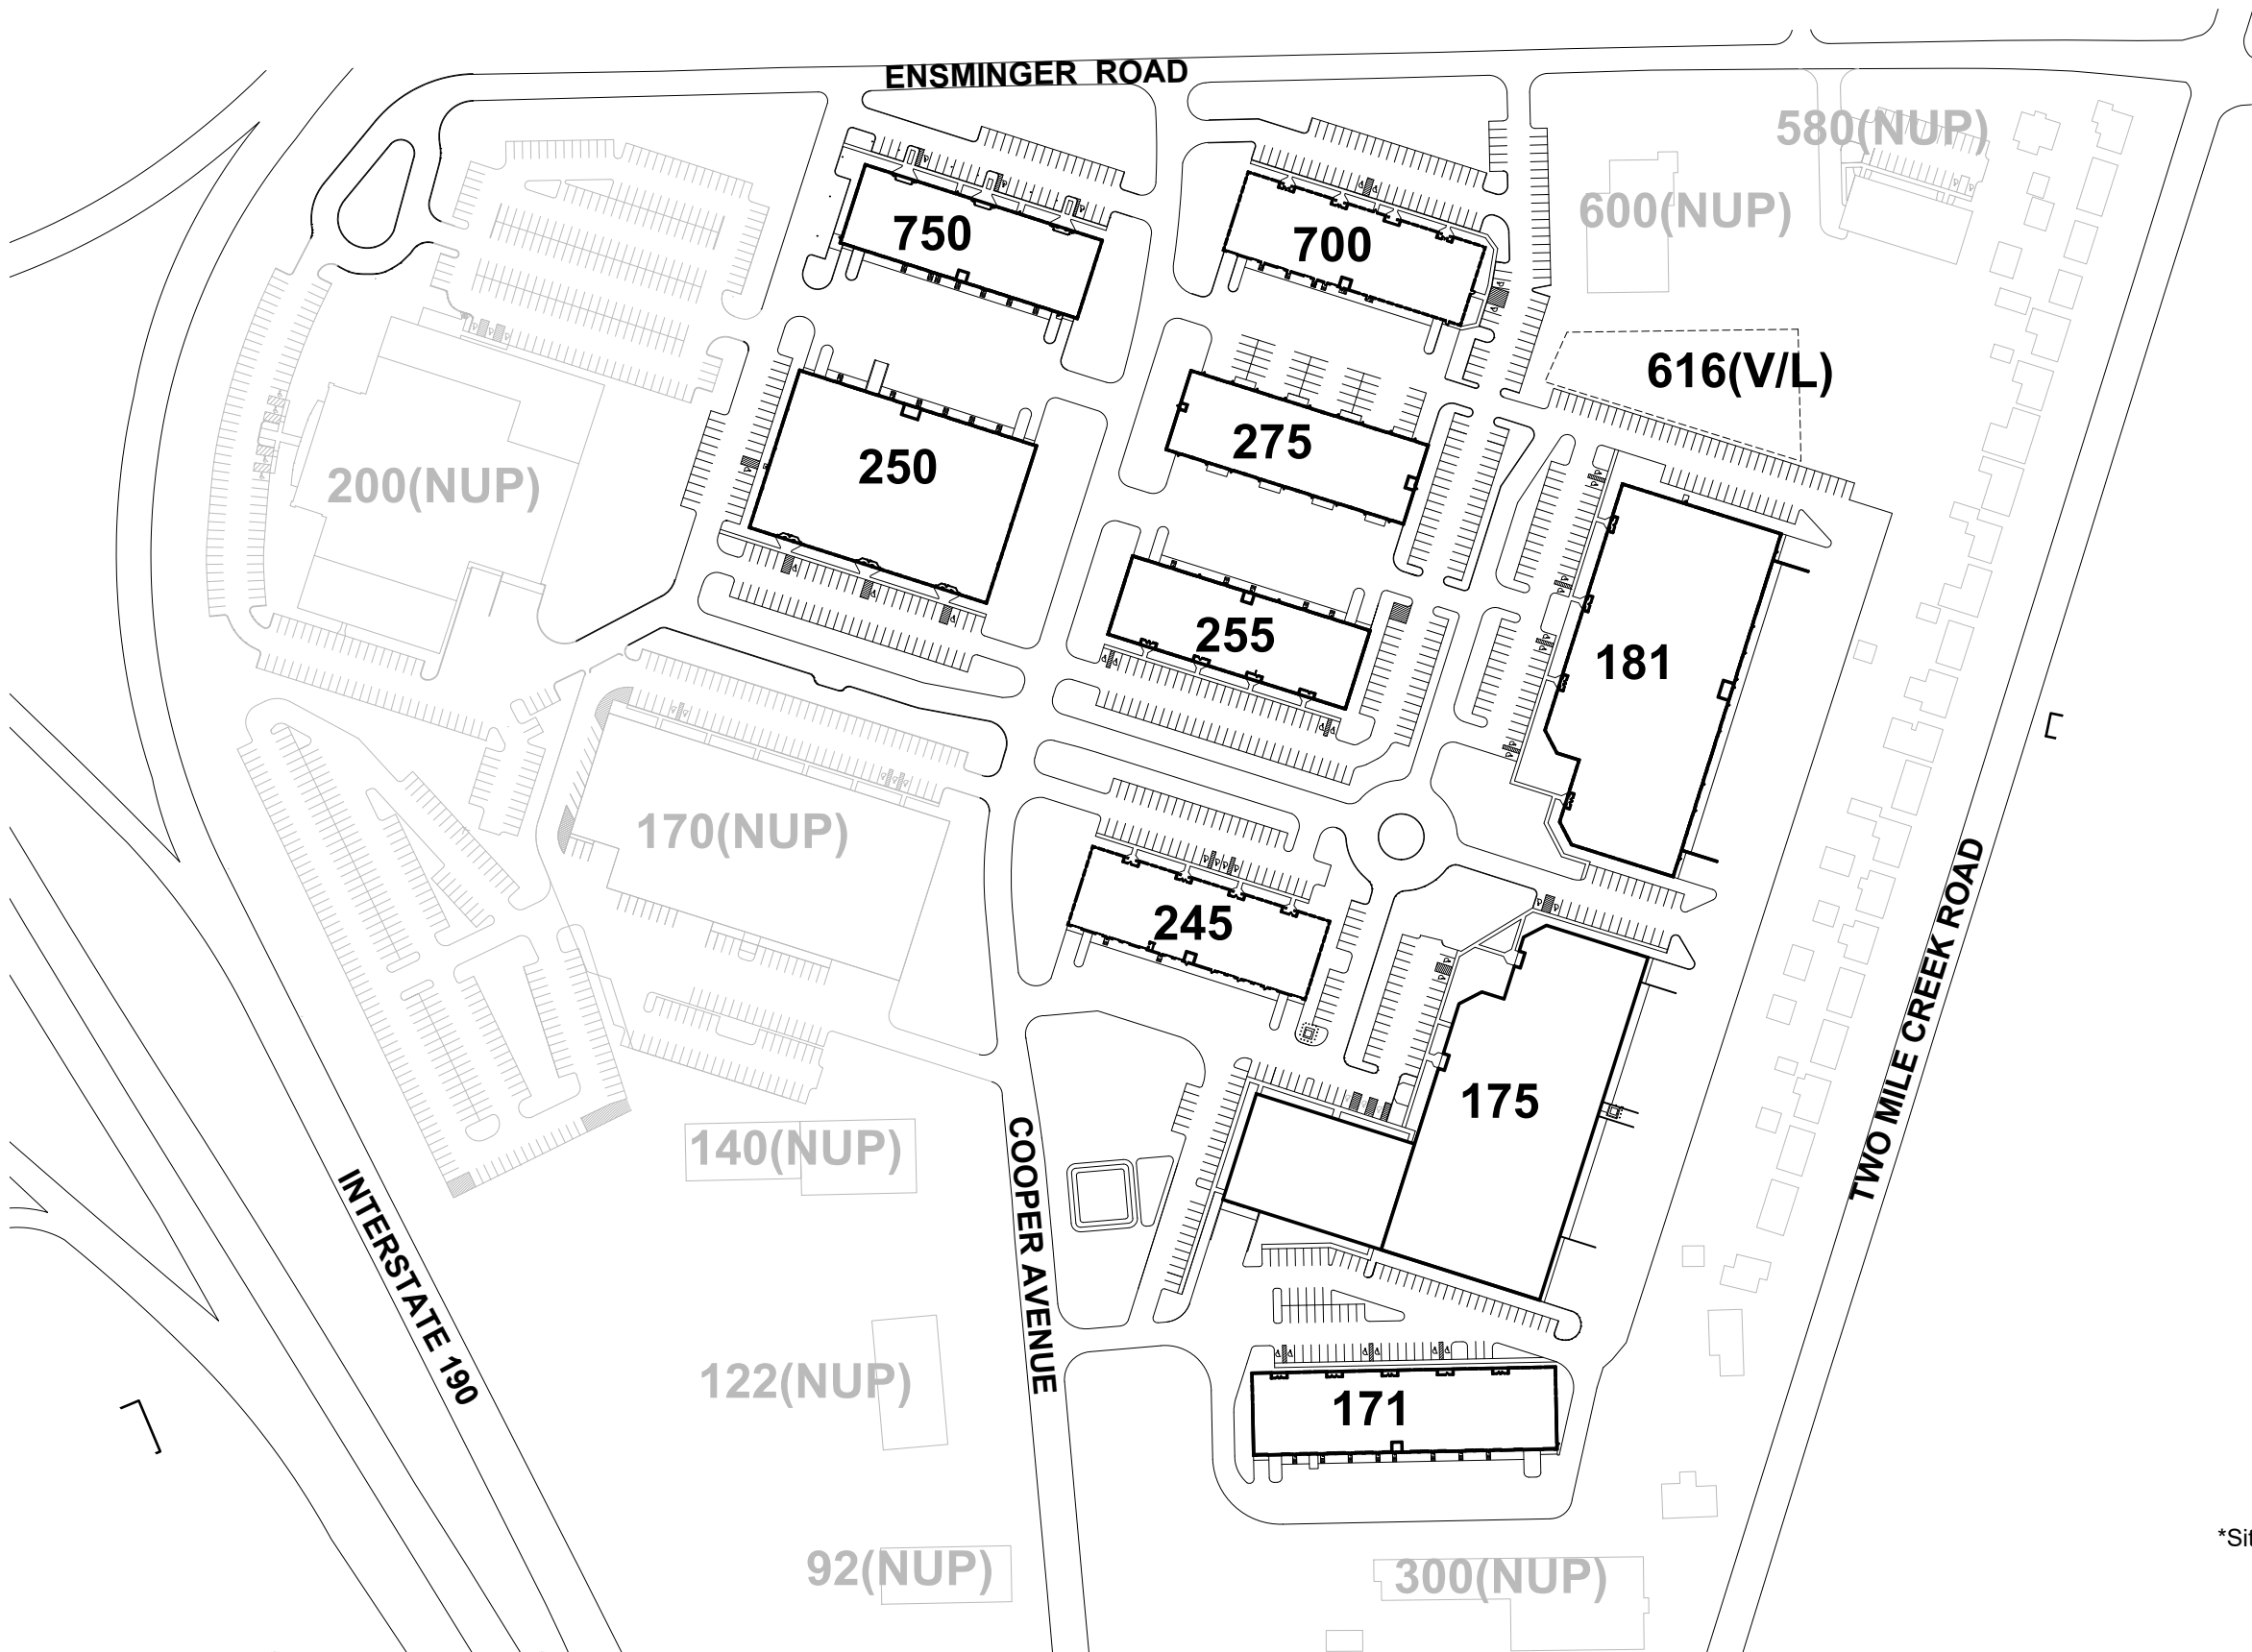 ENSMINGER ROAD
580(NUP)
600(NUP)
750
700
616(V/L)
275
250
200(NUP)
255
181
170(NUP)
245
TWO MILE CREEK ROAD
175
140(NUP)
COOPER AVENUE
INTERSTATE 190
122(NUP)
171
*Sit
92(NUP)
300(NUP)